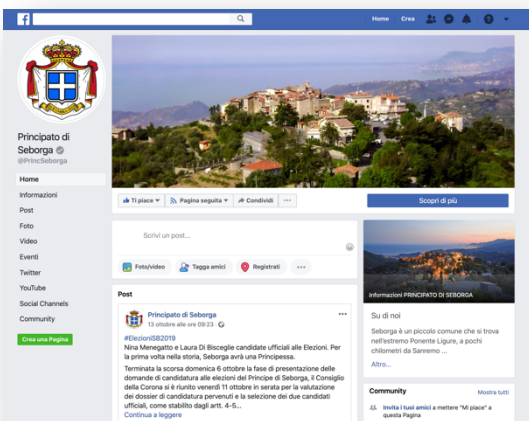 Home Crea
Principato di
Seborga
@PrincSeborga
Home
Informazioni
Post
Foto
Video
Eventi
Twitter
YouTube
Social Channels
Community
Crea una Pagina
Ti piace Pagina seguita Condividi ...
Scopri di più
Scrivi un post...
Foto/video Tagga amici Registrati ...
Post
Principato di Seborga
13 ottobre alle ore 09:23
#ElezioniSB2019
Nina Menegatto e Laura Di Bisceglie candidate ufficiali alle Elezioni. Per
la prima volta nella storia, Seborga avrà una Principessa.
Terminata la scorsa domenica 6 ottobre la fase di presentazione delle
domande di candidatura alle elezioni del Principe di Seborga, il Consiglio
della Corona si è riunito venerdì 11 ottobre in serata per la valutazione
dei dossier di candidatura pervenuti e la selezione dei due candidati
ufficiali, come stabilito dagli artt. 4-5...
Continua a leggere
Informazioni PRINCIPATO DI SEBORGA
Su di noi
Seborga è un piccolo comune che si trova
nell'estremo Ponente Ligure, a pochi
chilometri da Sanremo ...
Altro...
Community Mostra tutti
Invita i tuoi amici a mettere "Mi piace" a
questa Pagina